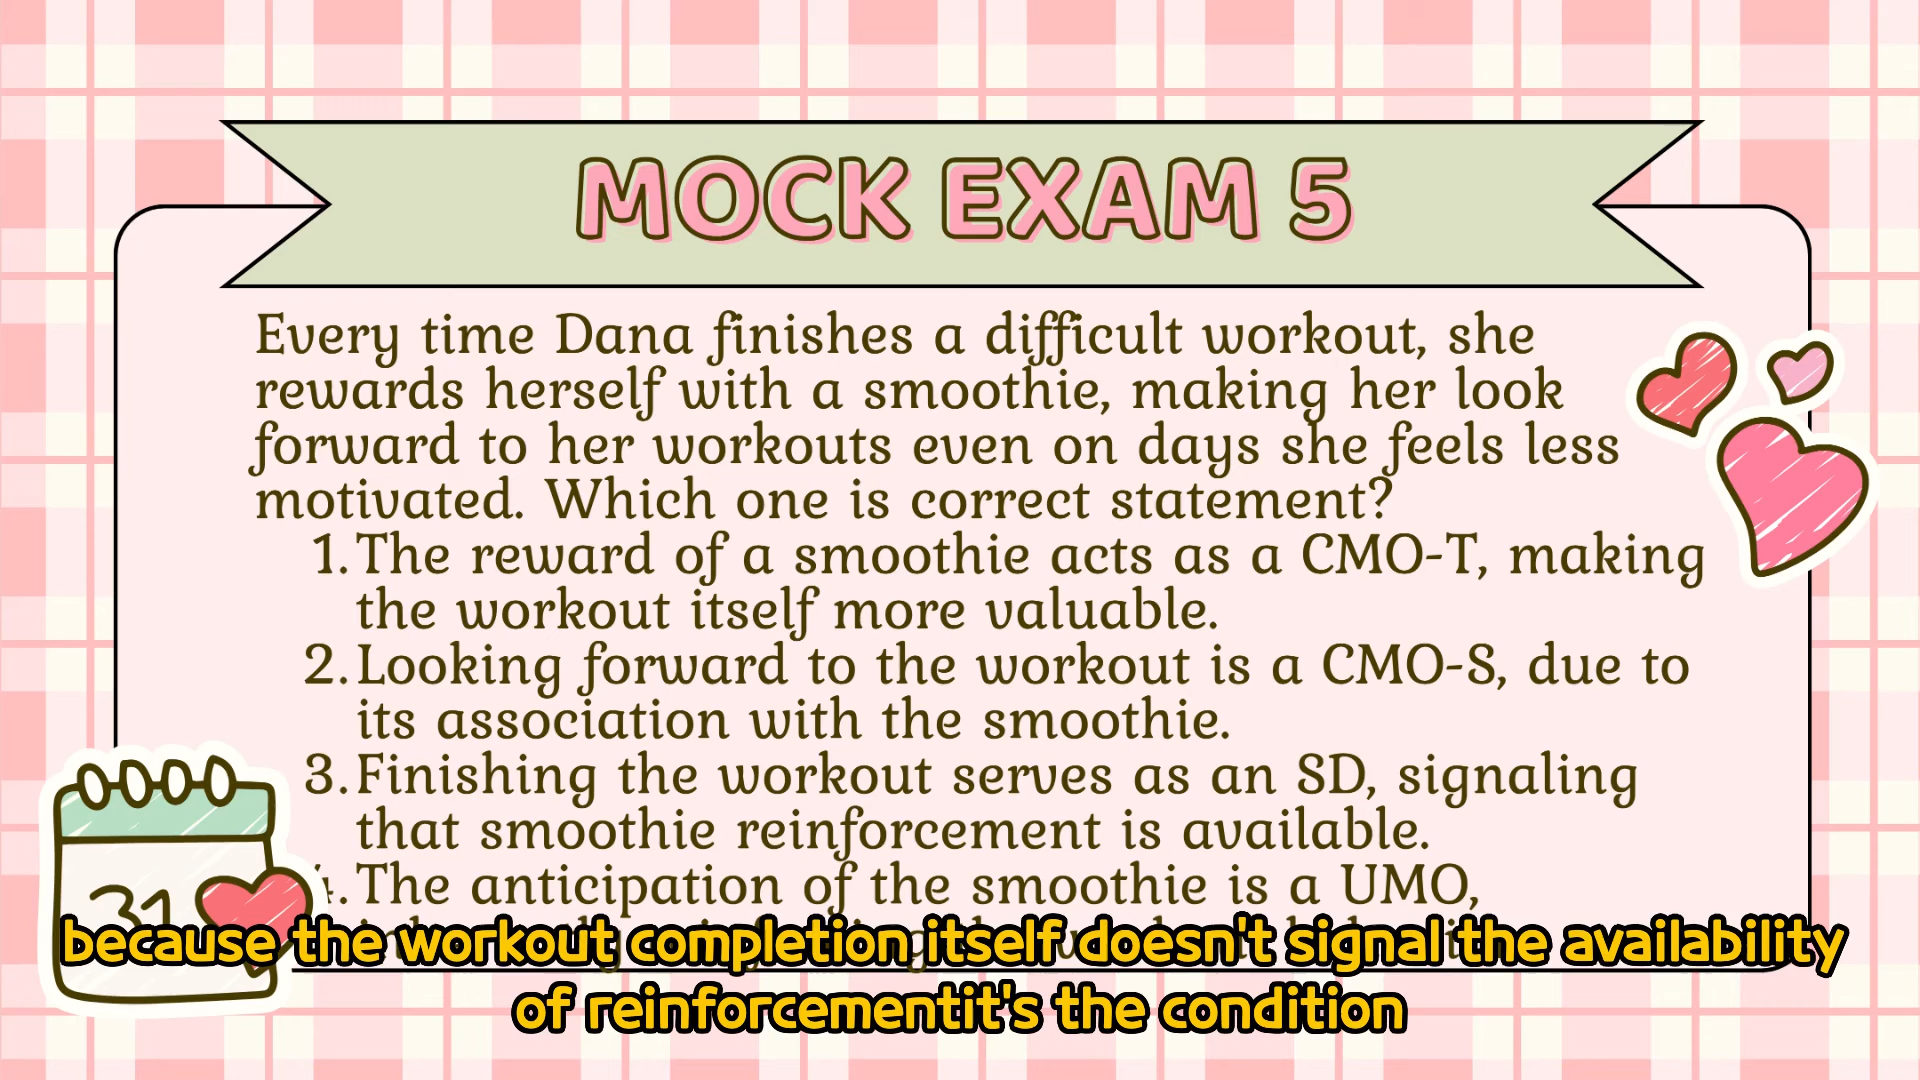 MOCK EXAM 5
Every time Dana finishes a difficult workout, she
rewards herself with a smoothie, making her look
forward to her workouts even on days she feels less
motivated. Which one is correct statement?
1. The reward of a smoothie acts as a CMO-T, making
the workout itself more valuable.
2. Looking forward to the workout is a CMO-S, due to
its association with the smoothie.
3. Finishing the workout serves as an SD, signaling
that smoothie reinforcement is available.
4. The anticipation of the smoothie is a UMO,
31
because the workout completion itself doesn't signal the availability
of reinforcementit's the condition